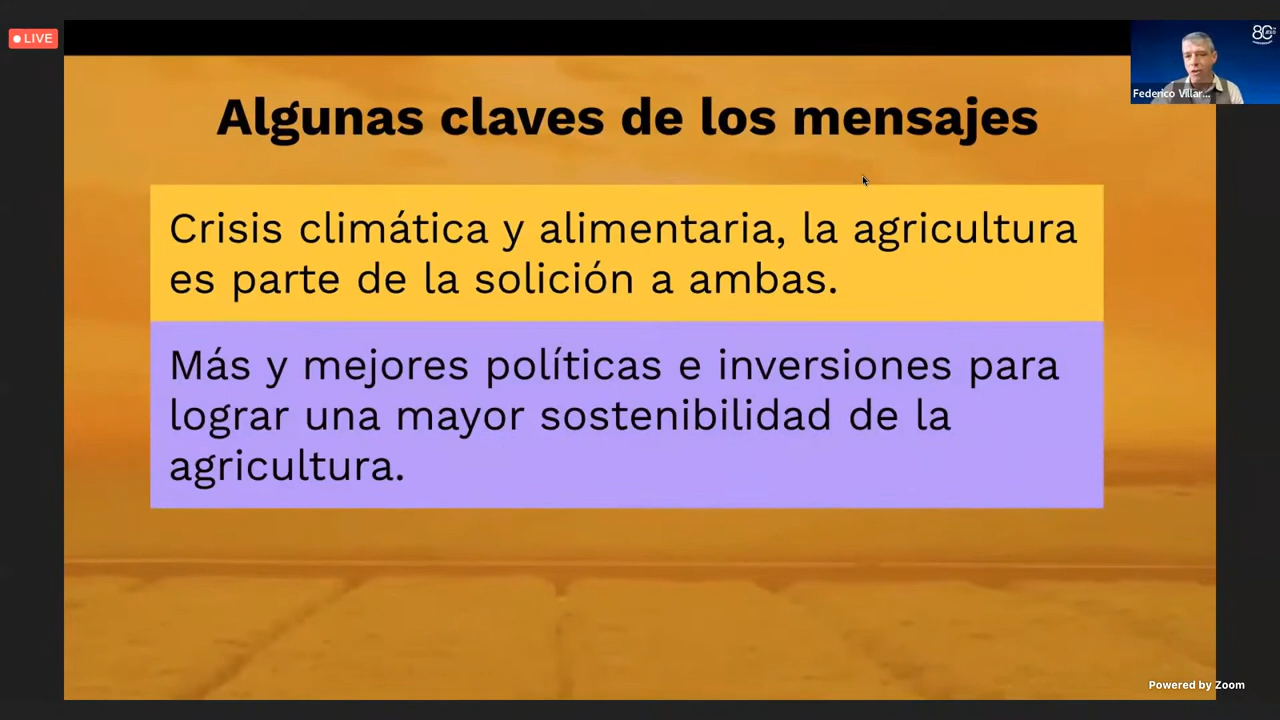 LIVE
80
Federico Villar...
Algunas claves de los mensajes
Crisis climática y alimentaria, la agricultura
es parte de la solición a ambas.
Más y mejores políticas e inversiones para
lograr una mayor sostenibilidad de la
agricultura.
Powered by Zoom